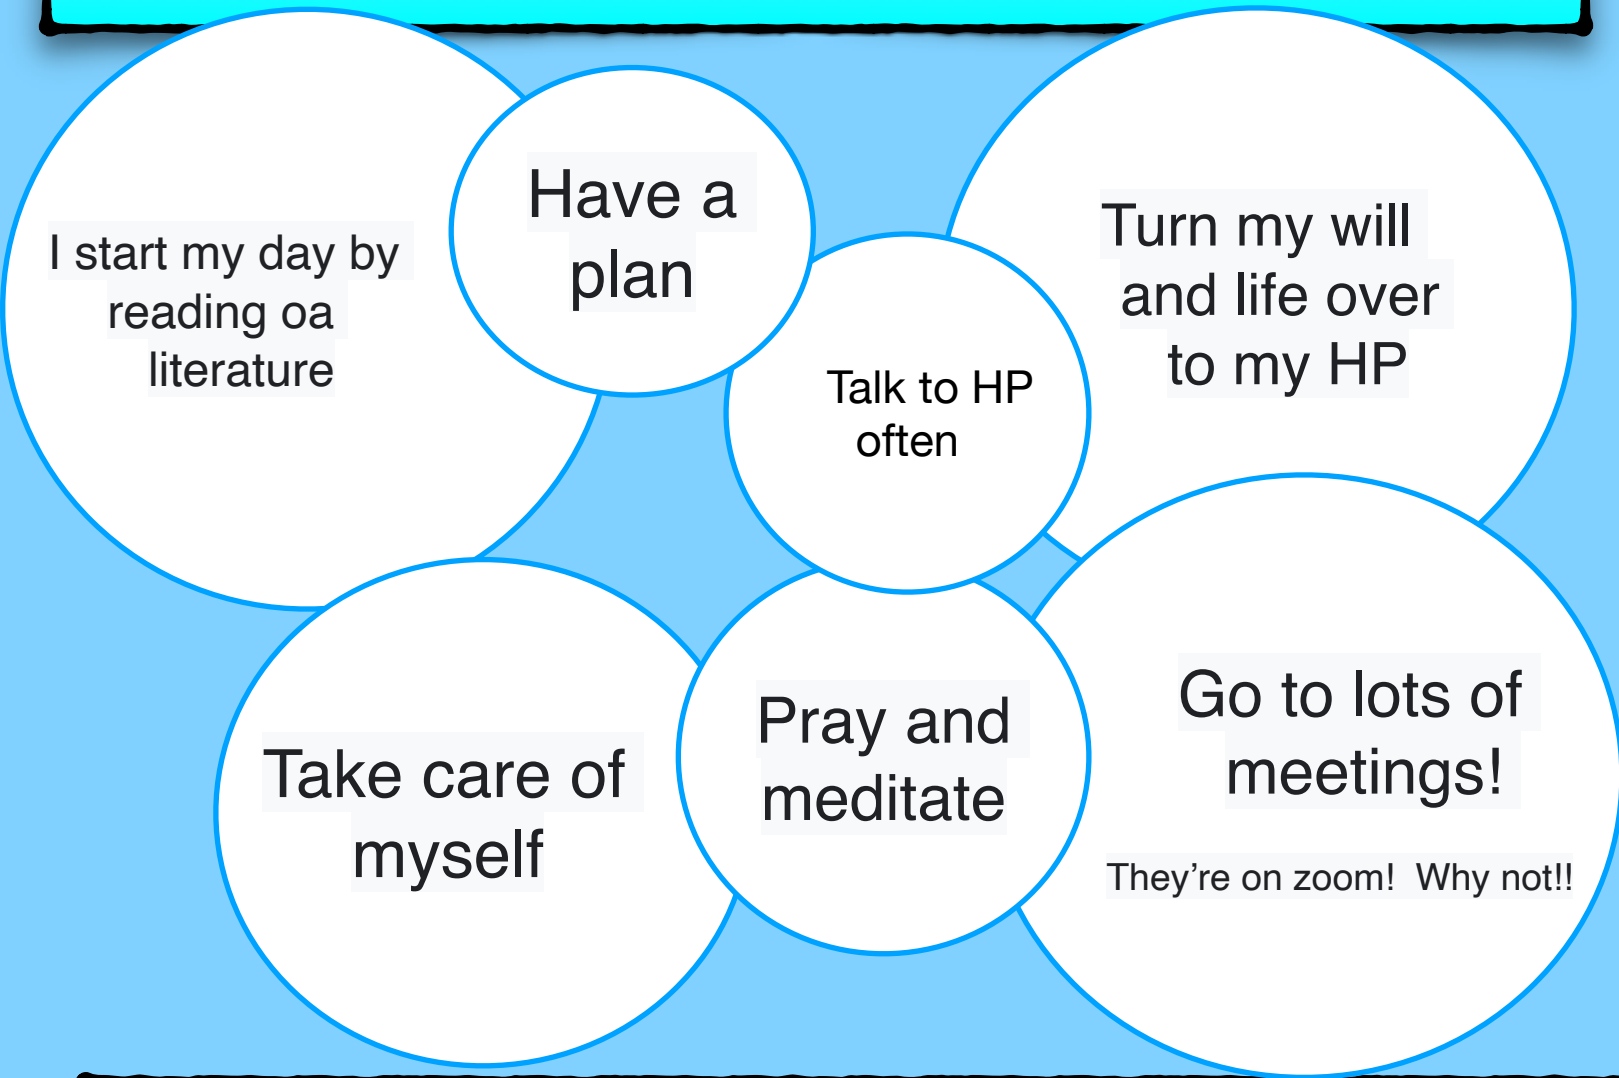 I start my day by
reading oa
literature
Have a
plan
Talk to HP
often
Turn my will
and life over
to my HP
Take care of
myself
Pray and
meditate
Go to lots of
meetings!
They’re on zoom!  Why not!!